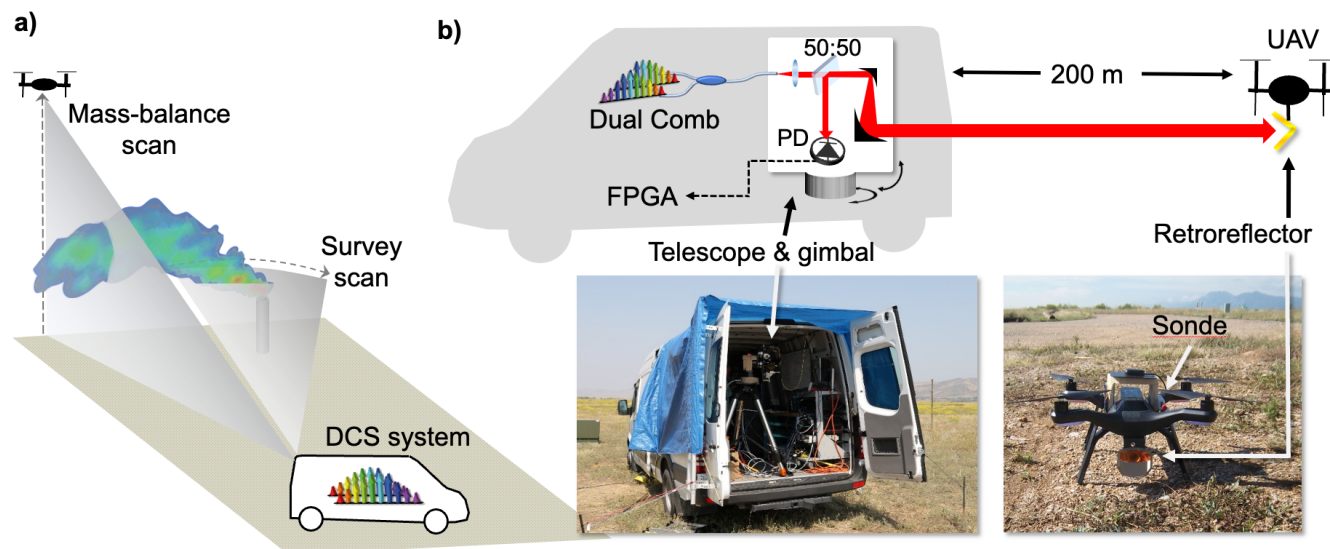 a)
Mass-balance
scan
Survey
scan
DCS system
b)
50:50
UAV
200 m
Dual Comb
PD
FPGA
Telescope & gimbal
Retroreflector
Sonde